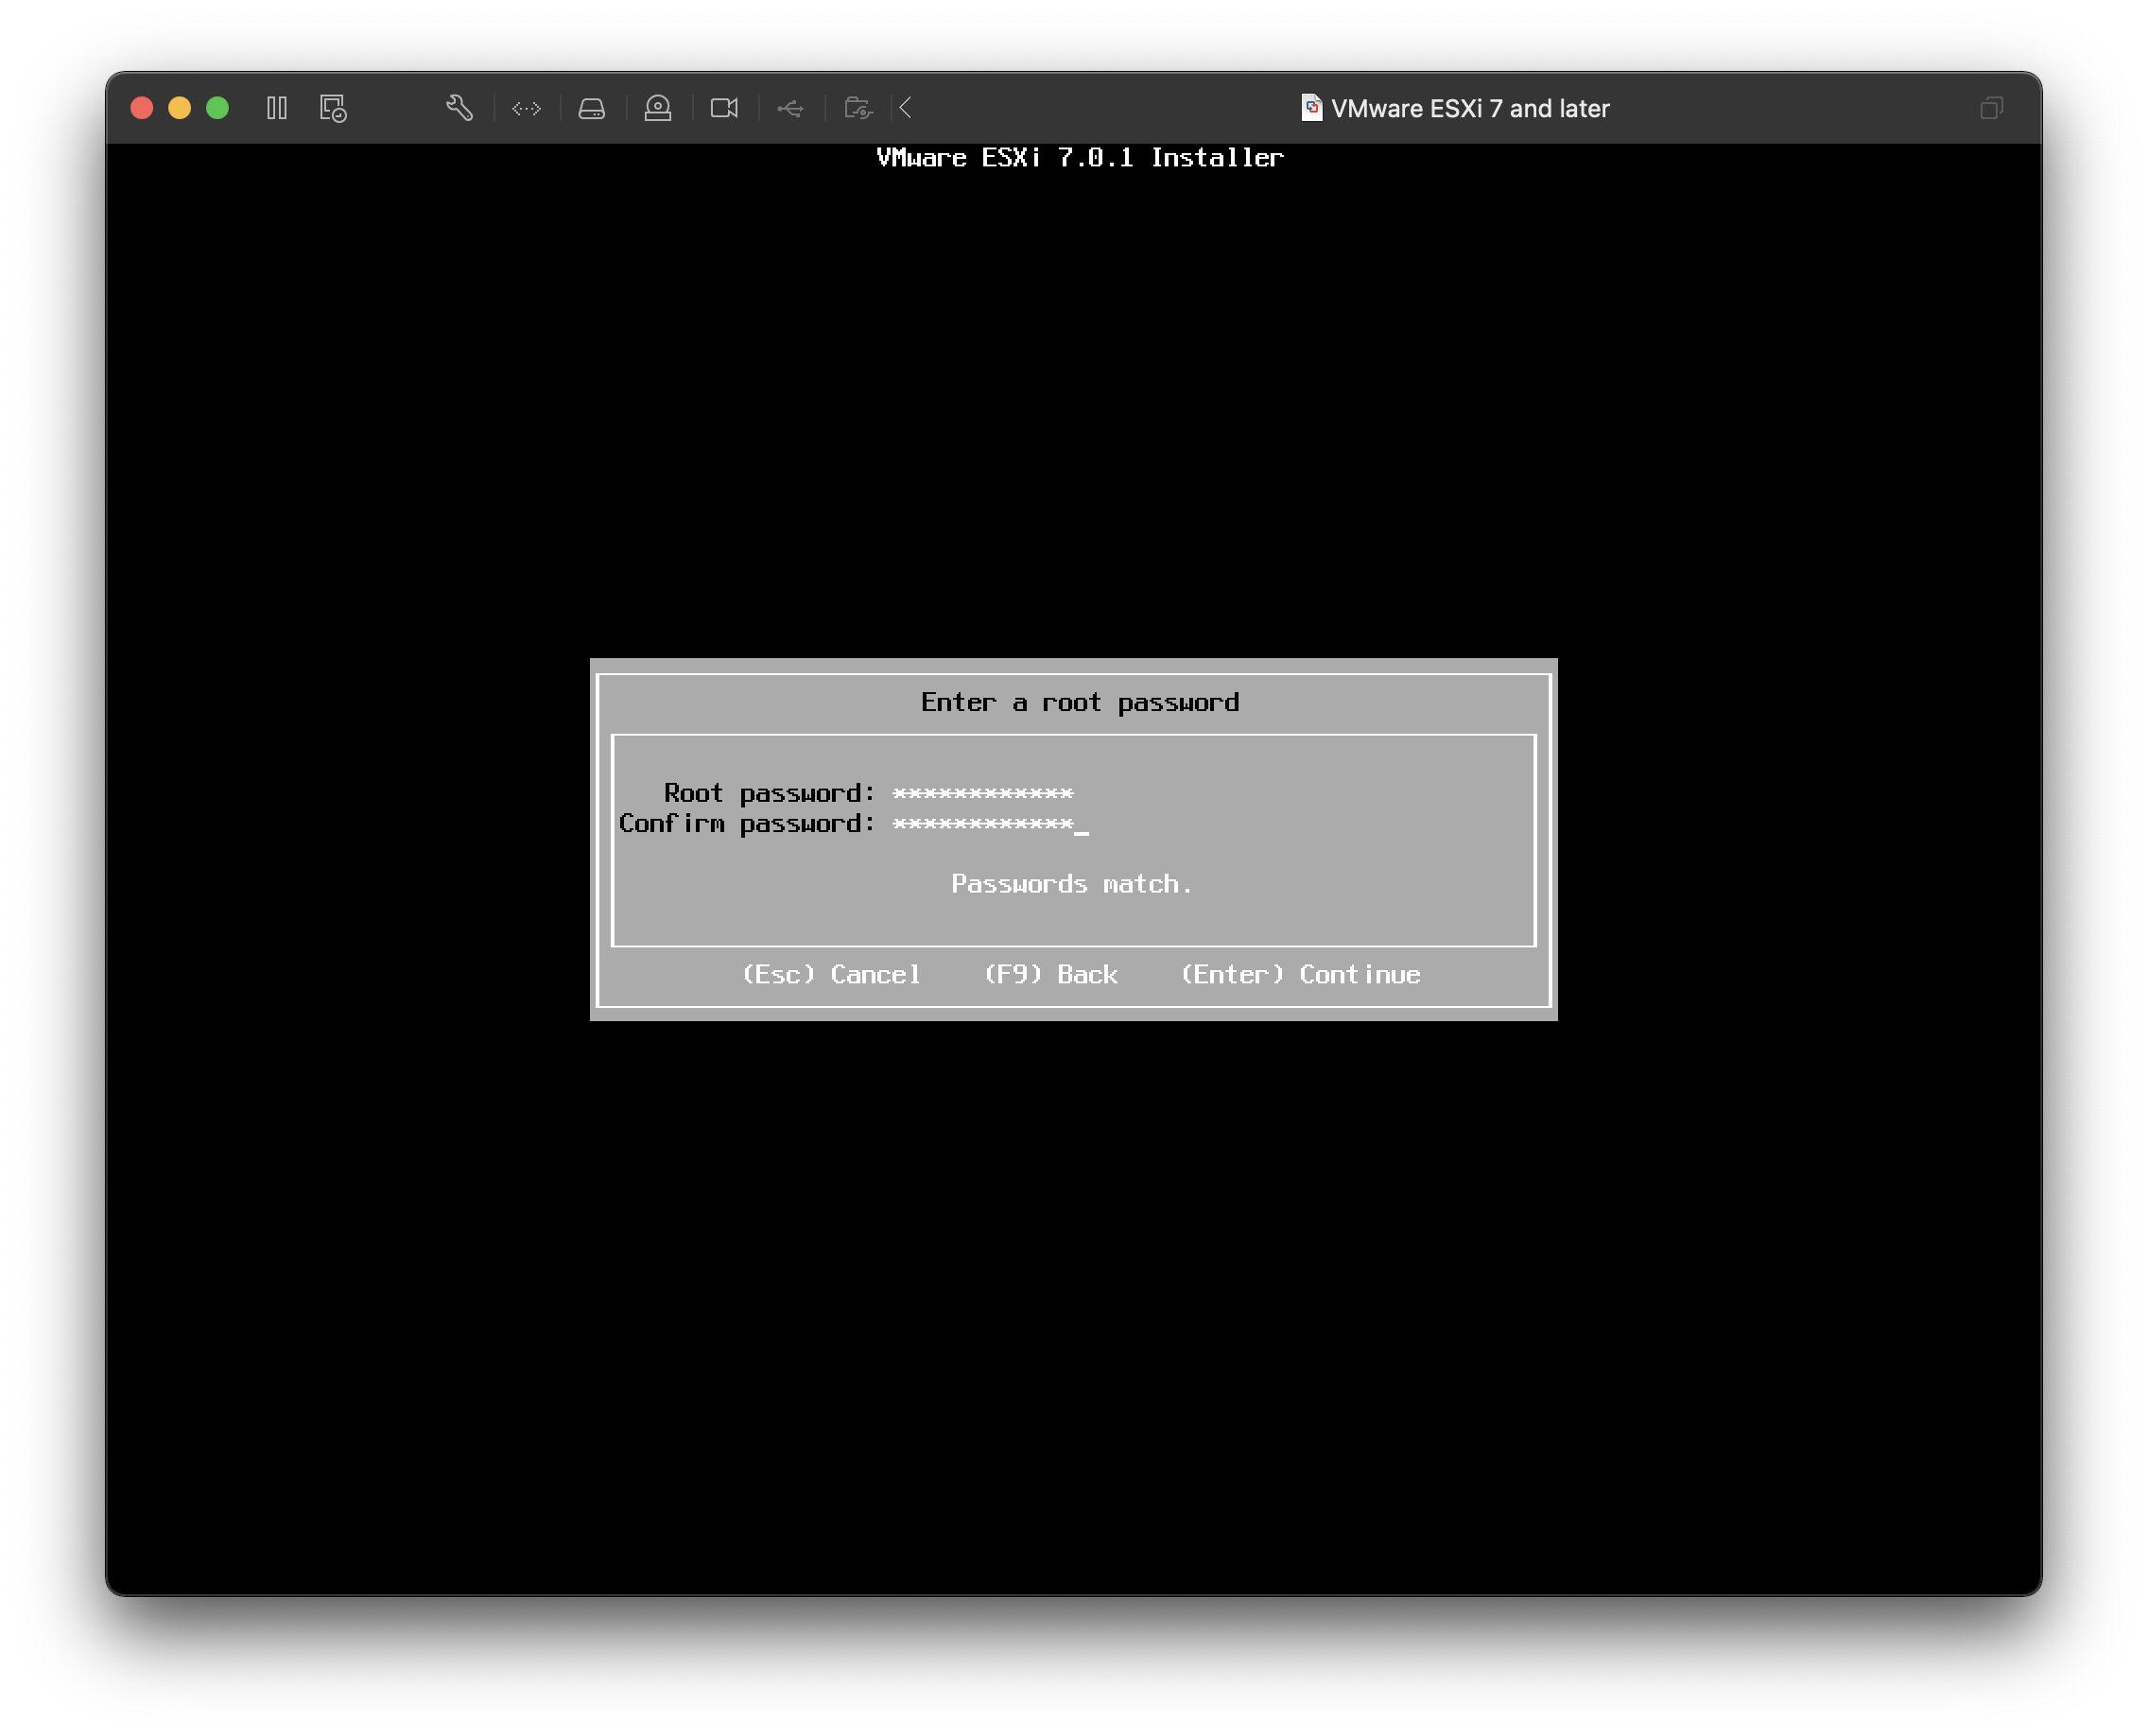 VMware ESXi 7 and later
VMware ESXi 7.0.1 Installer
Enter a root password
Root password: ************
Confirm password: ************_
Passwords match.
(Esc) Cancel (F9) Back (Enter) Continue